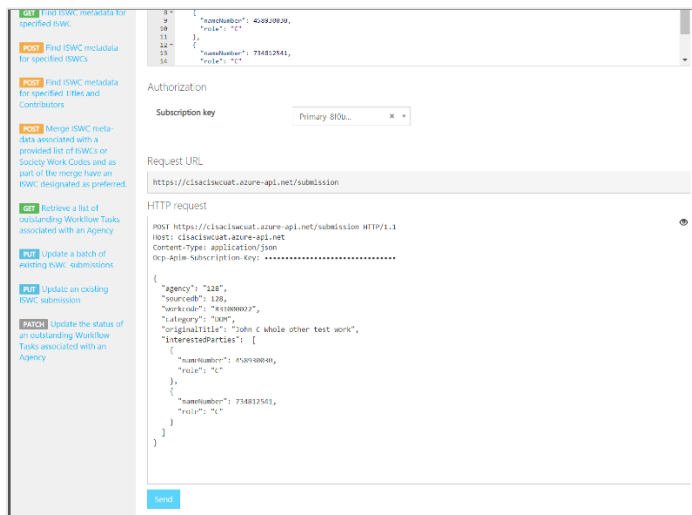 GET Find ISWC metadata for
specified ISWC
POST Find ISWC metadata
for specified ISWCs
POST Find ISWC metadata
for specified Titles and
Contributors
POST Merge ISWC meta-
data associated with a
provided list of ISWCs or
Society Work Codes and as
part of the merge have an
ISWC designated as preferred.
GET Retrieve a list of
outstanding Workflow Tasks
associated with an Agency
PUT Update a batch of
existing ISWC submissions
PUT Update an existing
ISWC submission
PATCH Update the status of
an outstanding Workflow
Tasks associated with an
Agency
8 {
9 "nameNumber": 458930030,
10 "role": "C"
11 },
12 {
13 "nameNumber": 734812541,
14 "role": "C"
Authorization
Subscription key
Primary-8f0b...
Request URL
https://cisaciswcuat.azure-api.net/submission
HTTP request
POST https://cisaciswcuat.azure-api.net/submission HTTP/1.1
Host: cisaciswcuat.azure-api.net
Content-Type: application/json
Ocp-Apim-Subscription-Key: ••••••••••••••••••••••••••••••••
{
"agency": "128",
"sourcedb": 128,
"workcode": "R31000022",
"category": "DOM",
"originalTitle": "John C Whole other test work",
"interestedParties": [
{
"nameNumber": 458930030,
"role": "C"
},
{
"nameNumber": 734812541,
"role": "C"
}
]
}
Send